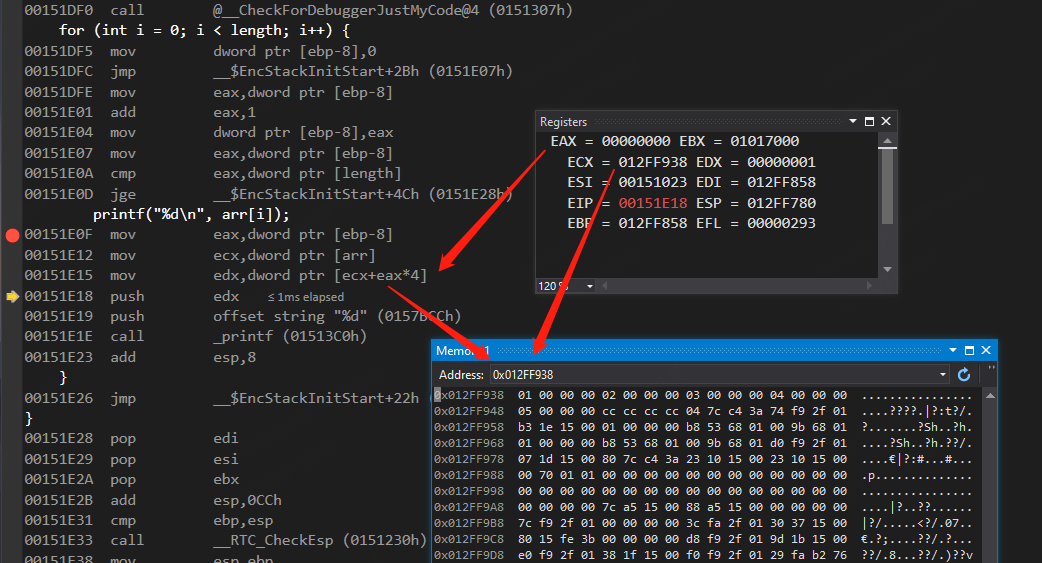 00151DF0 call @__CheckForDebuggerJustMyCode@4 (0151307h)
for (int i = 0; i < length; i++) {
00151DF5 mov dword ptr [ebp-8],0
00151DFC jmp __$EncStackInitStart+2Bh (0151E07h)
00151DFE mov eax,dword ptr [ebp-8]
00151E01 add eax,1
00151E04 mov dword ptr [ebp-8],eax
00151E07 mov eax,dword ptr [ebp-8]
00151E0A cmp eax,dword ptr [length]
00151E0D jge __$EncStackInitStart+4Ch (0151E28h)
printf("%d\n", arr[i]);
00151E0F mov eax,dword ptr [ebp-8]
00151E12 mov ecx,dword ptr [arr]
00151E15 mov edx,dword ptr [ecx+eax*4]
00151E18 push edx ≤ 1ms elapsed
00151E19 push offset string "%d" (0157BCCh)
00151E1E call _printf (01513C0h)
00151E23 add esp,8
}
00151E26 jmp __$EncStackInitStart+22h
}
00151E28 pop edi
00151E29 pop esi
00151E2A pop ebx
00151E2B add esp,0CCh
00151E31 cmp ebp,esp
00151E33 call __RTC_CheckEsp (0151230h)
00151E38 mov esp,ebp
Registers
EAX = 00000000 EBX = 01017000
ECX = 012FF938 EDX = 00000001
ESI = 00151023 EDI = 012FF858
EIP = 00151E18 ESP = 012FF780
EBP = 012FF858 EFL = 00000293
120 %
Memory 1
Address: 0x012FF938
0x012FF938 01 00 00 00 02 00 00 00 03 00 00 00 04 00 00 00 ................
0x012FF948 05 00 00 00 cc cc cc cc 04 7c c4 3a 74 f9 2f 01 ....????.|?:t?/.
0x012FF958 b3 1e 15 00 01 00 00 00 b8 53 68 01 00 9b 68 01 ?.......?Sh..?h.
0x012FF968 01 00 00 00 b8 53 68 01 00 9b 68 01 d0 f9 2f 01 ....?Sh..?h.??/.
0x012FF978 07 1d 15 00 80 7c c4 3a 23 10 15 00 23 10 15 00 ....€|?:#...#...
0x012FF988 00 70 01 01 00 00 00 00 00 00 00 00 00 00 00 00 .p..............
0x012FF998 00 00 00 00 00 00 00 00 00 00 00 00 00 00 00 00 ................
0x012FF9A8 00 00 00 00 7c a5 15 00 88 a5 15 00 00 00 00 00 ....|?..??......
0x012FF9B8 7c f9 2f 01 00 00 00 00 3c fa 2f 01 30 37 15 00 |?/.....<?/.07..
0x012FF9C8 80 15 fe 3b 00 00 00 00 d8 f9 2f 01 9d 1b 15 00 €.?;....??/.?...
0x012FF9D8 e0 f9 2f 01 38 1f 15 00 f0 f9 2f 01 29 fa b2 76 ??/.8...??/.)??v